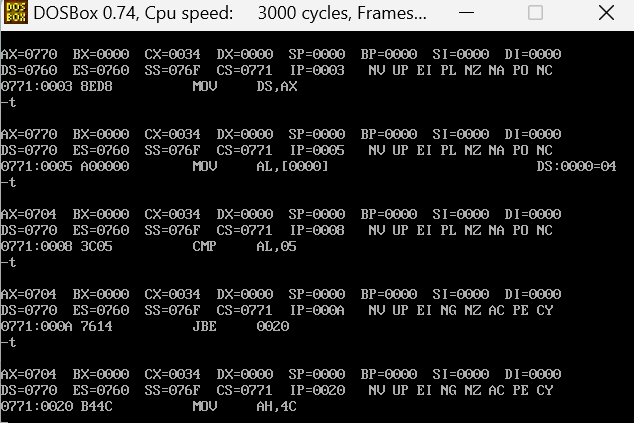 DOS BOX DOSBox 0.74, Cpu speed: 3000 cycles, Frames...
AX=0770 BX=0000 CX=0034 DX=0000 SP=0000 BP=0000 SI=0000 DI=0000
DS=0760 ES=0760 SS=076F CS=0771 IP=0003 NV UP EI PL NZ NA PO NC
0771:0003 8ED8 MOV DS,AX
-t
AX=0770 BX=0000 CX=0034 DX=0000 SP=0000 BP=0000 SI=0000 DI=0000
DS=0770 ES=0760 SS=076F CS=0771 IP=0005 NV UP EI PL NZ NA PO NC
0771:0005 A00000 MOV AL,[0000] DS:0000=04
-t
AX=0704 BX=0000 CX=0034 DX=0000 SP=0000 BP=0000 SI=0000 DI=0000
DS=0770 ES=0760 SS=076F CS=0771 IP=0008 NV UP EI PL NZ NA PO NC
0771:0008 3C05 CMP AL,05
-t
AX=0704 BX=0000 CX=0034 DX=0000 SP=0000 BP=0000 SI=0000 DI=0000
DS=0770 ES=0760 SS=076F CS=0771 IP=000A NV UP EI NG NZ AC PE CY
0771:000A 7614 JBE 0020
-t
AX=0704 BX=0000 CX=0034 DX=0000 SP=0000 BP=0000 SI=0000 DI=0000
DS=0770 ES=0760 SS=076F CS=0771 IP=0020 NV UP EI NG NZ AC PE CY
0771:0020 B44C MOV AH,4C